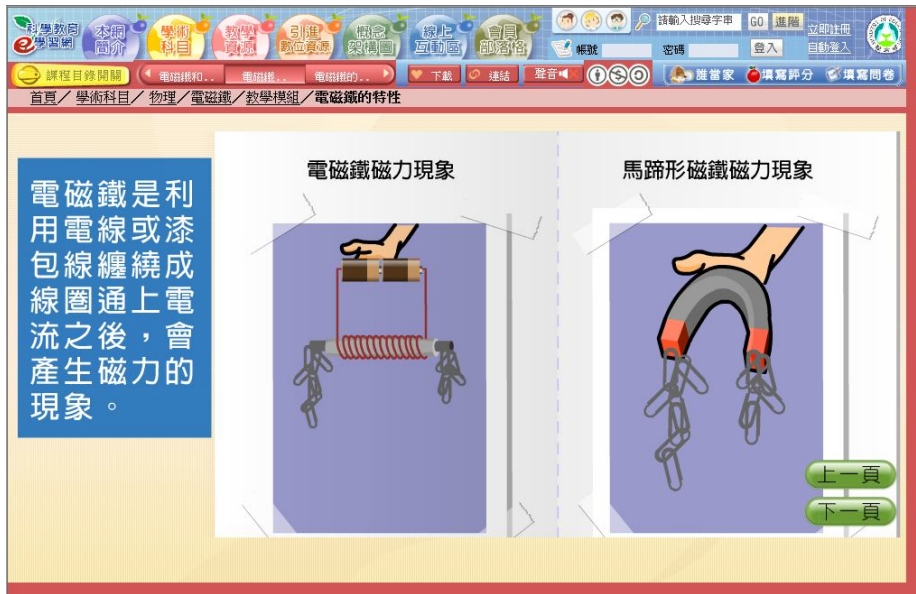 科學教育
e學習網
本網
簡介
學術
科目
教學
資源
引進
數位資源
概念
架構圖
線上
互動區
會員
部落格
請輸入搜尋字串
GO
進階
立即註冊
帳號
密碼
登入
自動登入
課程目錄開關
電磁鐵和..
電磁鐵..
電磁鐵的..
下載
連結
聲音
誰當家
填寫評分
填寫問卷
首頁／ 學術科目／ 物理／電磁鐵／教學模組／電磁鐵的特性
電磁鐵是利
用電線或漆
包線纏繞成
線圈通上電
流之後，會
產生磁力的
現象。
電磁鐵磁力現象
馬蹄形磁鐵磁力現象
上一頁
下一頁